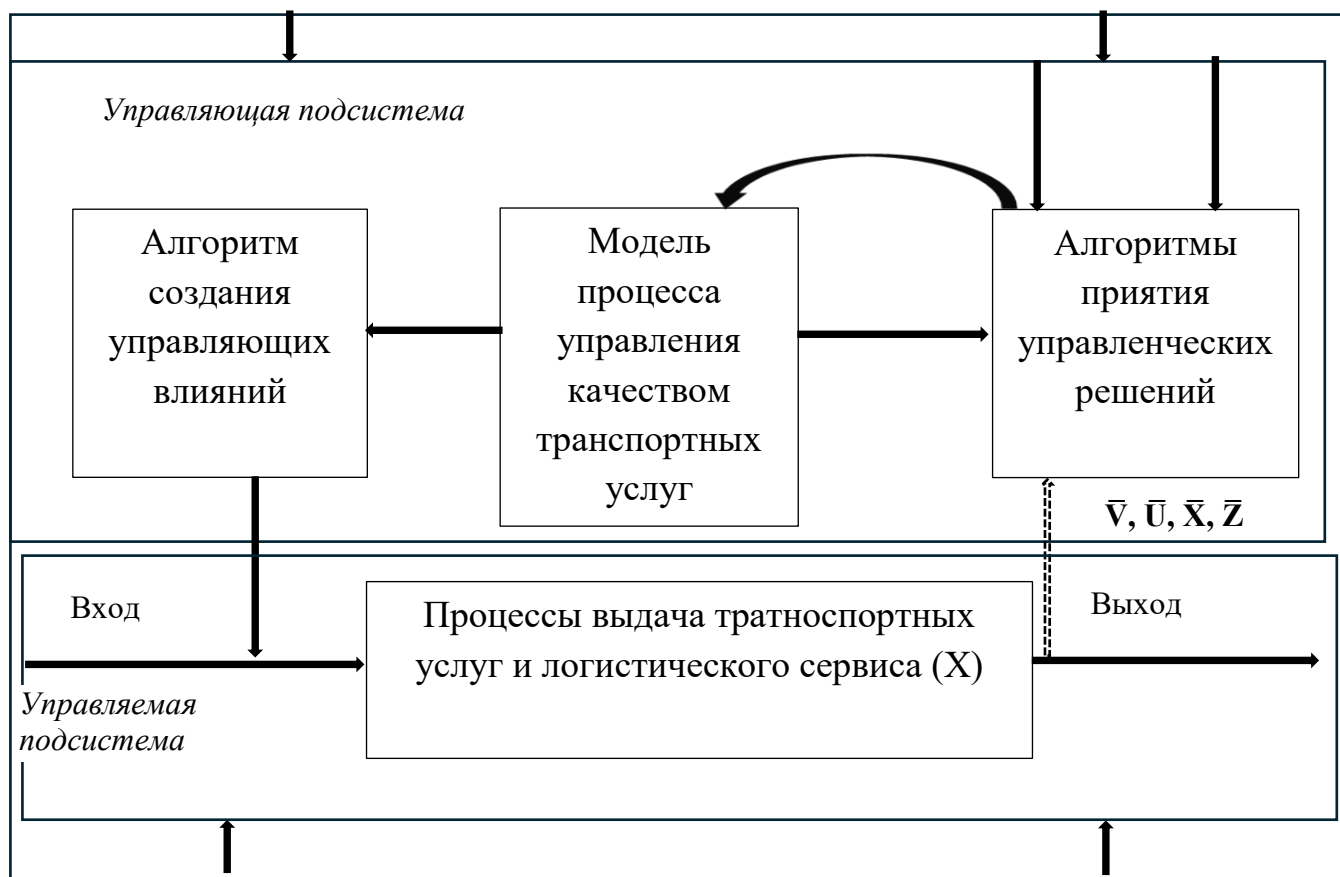 Управляющая подсистема
Алгоритм
создания
управляющих
влияний
Модель
процесса
управления
качеством
транспортных
услуг
Алгоритмы
приятия
управленческих
решений
V̄, Ū, X̄, Z̄
Вход
Процессы выдача тратноспортных
услуг и логистического сервиса (X)
Выход
Управляемая
подсистема